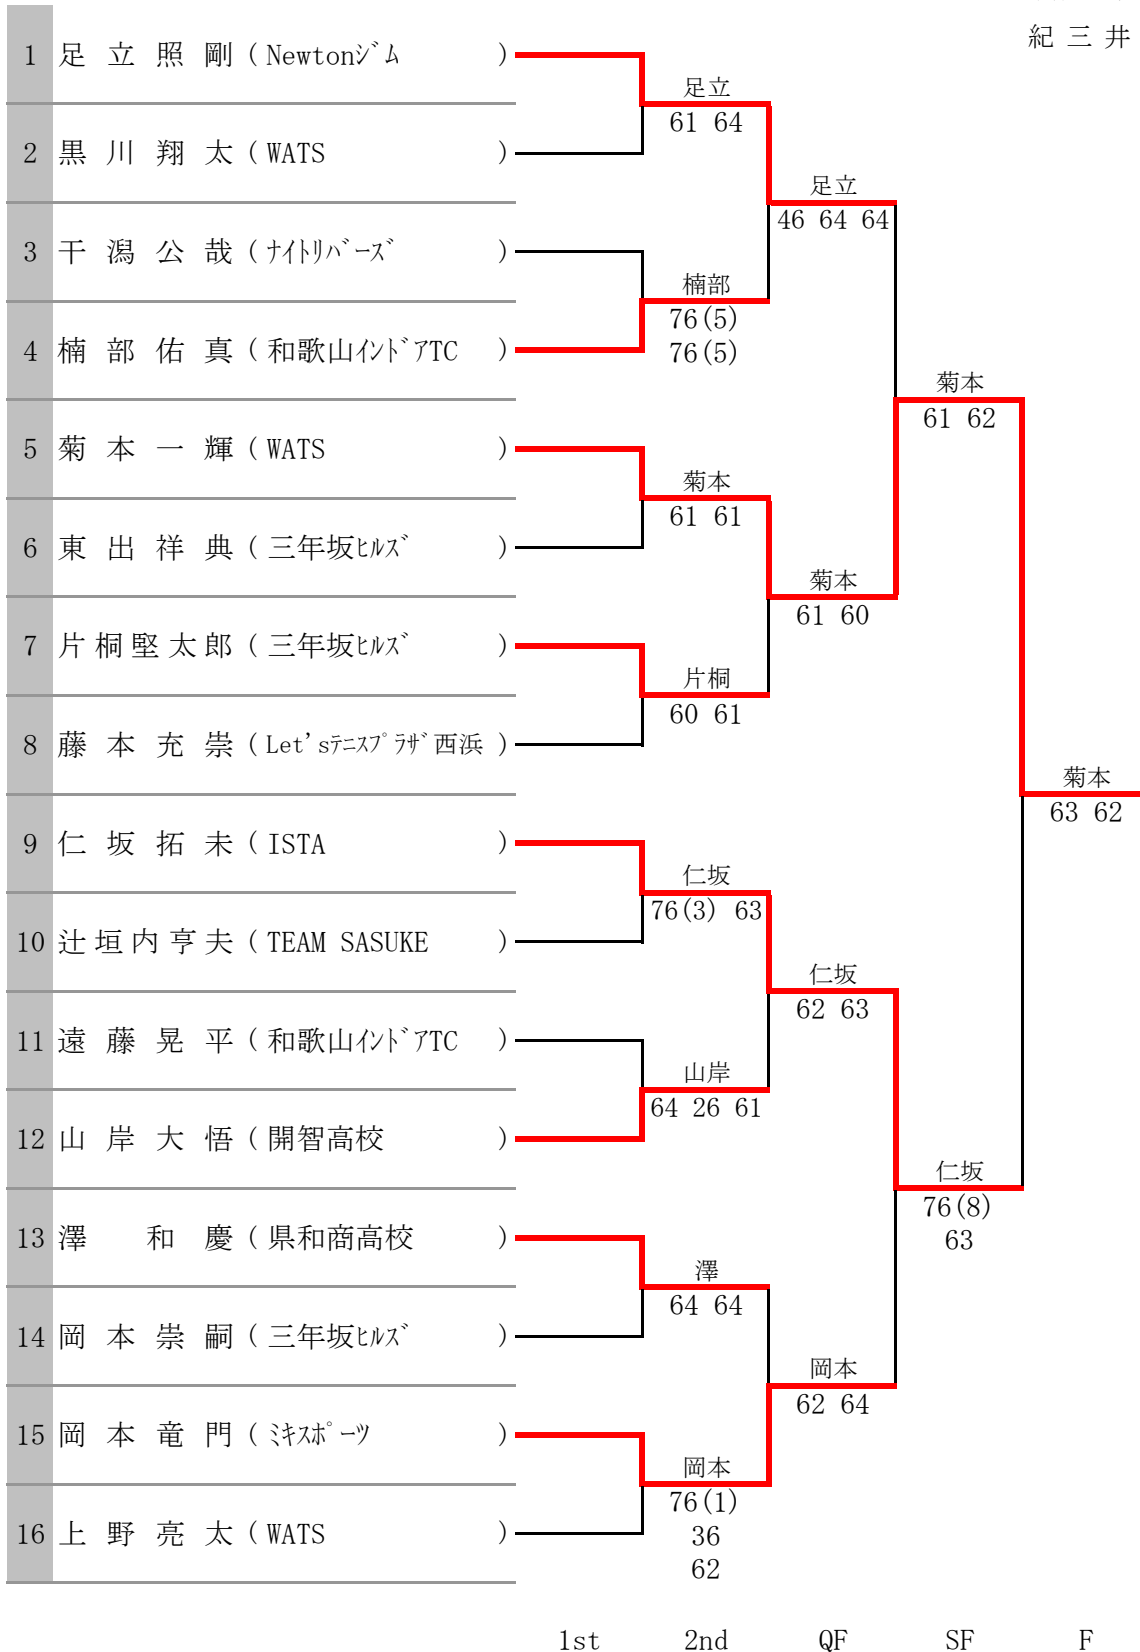 紀三井
1 足立照剛 (Newtonジム)
2 黒川翔太 (WATS)
3 干潟公哉 (ナイトリバーズ)
4 楠部佑真 (和歌山インドアTC)
5 菊本一輝 (WATS)
6 東出祥典 (三年坂ヒルズ)
7 片桐堅太郎 (三年坂ヒルズ)
8 藤本充崇 (Let'sテニスプラザ西浜)
9 仁坂拓未 (ISTA)
10 辻垣内亨夫 (TEAM SASUKE)
11 遠藤晃平 (和歌山インドアTC)
12 山岸大悟 (開智高校)
13 澤 和慶 (県和商高校)
14 岡本崇嗣 (三年坂ヒルズ)
15 岡本竜門 (ミキスポーツ)
16 上野亮太 (WATS)
足立
61 64
楠部
76(5)
76(5)
菊本
61 61
片桐
60 61
仁坂
76(3) 63
山岸
64 26 61
澤
64 64
岡本
76(1)
36
62
足立
46 64 64
菊本
61 60
仁坂
62 63
岡本
62 64
菊本
61 62
仁坂
76(8)
63
菊本
63 62
1st 2nd QF SF F